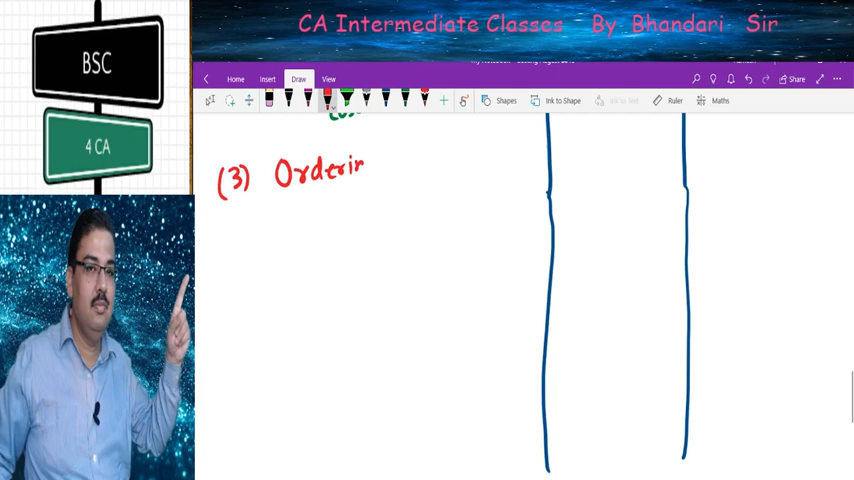 CA Intermediate Classes By Bhandari Sir
BSC
4 CA
Home Insert Draw View
Share
Shapes Ink to Shape Ink to Text Ruler Maths
(3) Orderin